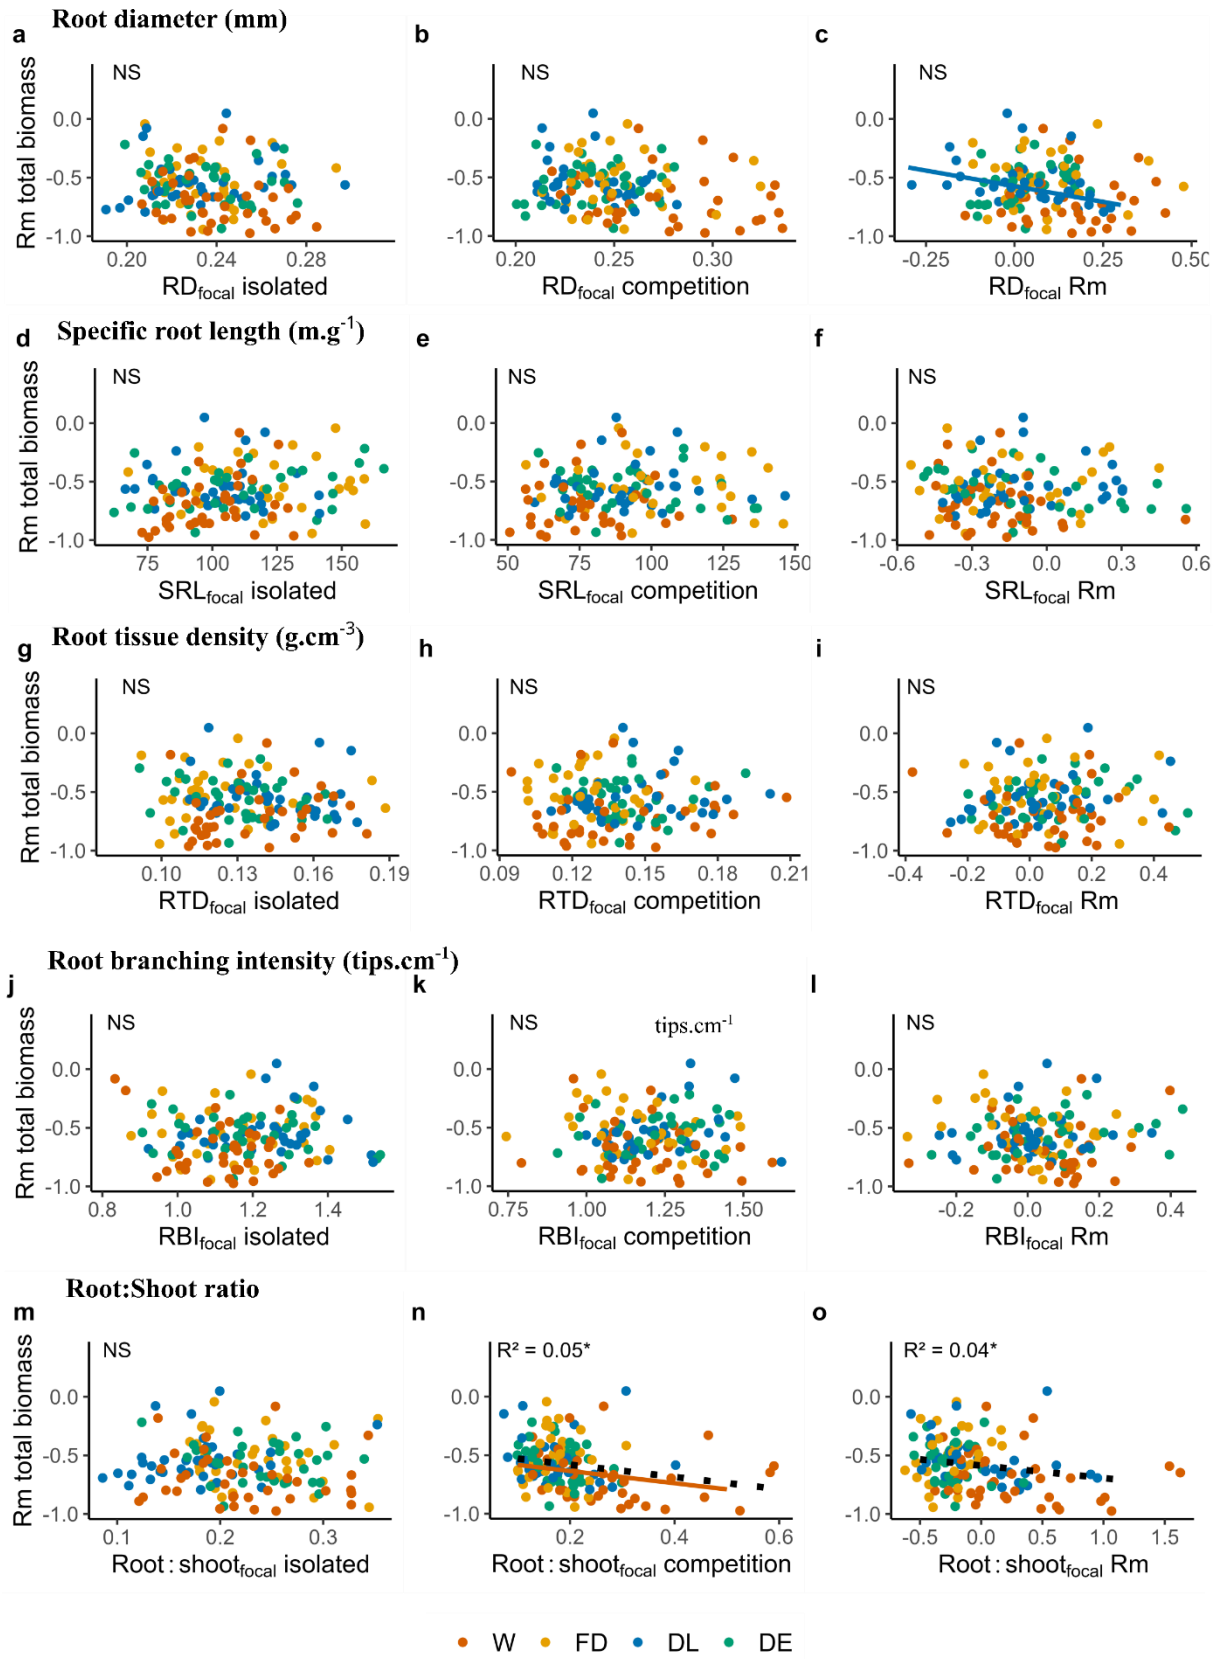 Root diameter (mm)
a b c
NS NS NS
Rm total biomass
0.0 0.0 0.0
-0.5 -0.5 -0.5
-1.0 -1.0 -1.0
0.20 0.24 0.28 0.20 0.25 0.30 -0.25 0.00 0.25 0.50
RDfocal isolated RDfocal competition RDfocal Rm
d Specific root length (m.g-1) e f
NS NS NS
Rm total biomass
0.0 0.0 0.0
-0.5 -0.5 -0.5
-1.0 -1.0 -1.0
75 100 125 150 50 75 100 125 150 -0.6 -0.3 0.0 0.3 0.6
SRLfocal isolated SRLfocal competition SRLfocal Rm
g Root tissue density (g.cm-3) h i
NS NS NS
Rm total biomass
0.0 0.0 0.0
-0.5 -0.5 -0.5
-1.0 -1.0 -1.0
0.10 0.13 0.16 0.19 0.09 0.12 0.15 0.18 0.21 -0.4 -0.2 0.0 0.2 0.4
RTDfocal isolated RTDfocal competition RTDfocal Rm
Root branching intensity (tips.cm-1)
j k l
NS NS tips.cm-1 NS
Rm total biomass
0.0 0.0 0.0
-0.5 -0.5 -0.5
-1.0 -1.0 -1.0
0.8 1.0 1.2 1.4 0.75 1.00 1.25 1.50 -0.2 0.0 0.2 0.4
RBIfocal isolated RBIfocal competition RBIfocal Rm
Root:Shoot ratio
m n o
NS R² = 0.05* R² = 0.04*
Rm total biomass
0.0 0.0 0.0
-0.5 -0.5 -0.5
-1.0 -1.0 -1.0
0.1 0.2 0.3 0.2 0.4 0.6 -0.5 0.0 0.5 1.0 1.5
Root : shootfocal isolated Root : shootfocal competition Root : shootfocal Rm
W FD DL DE